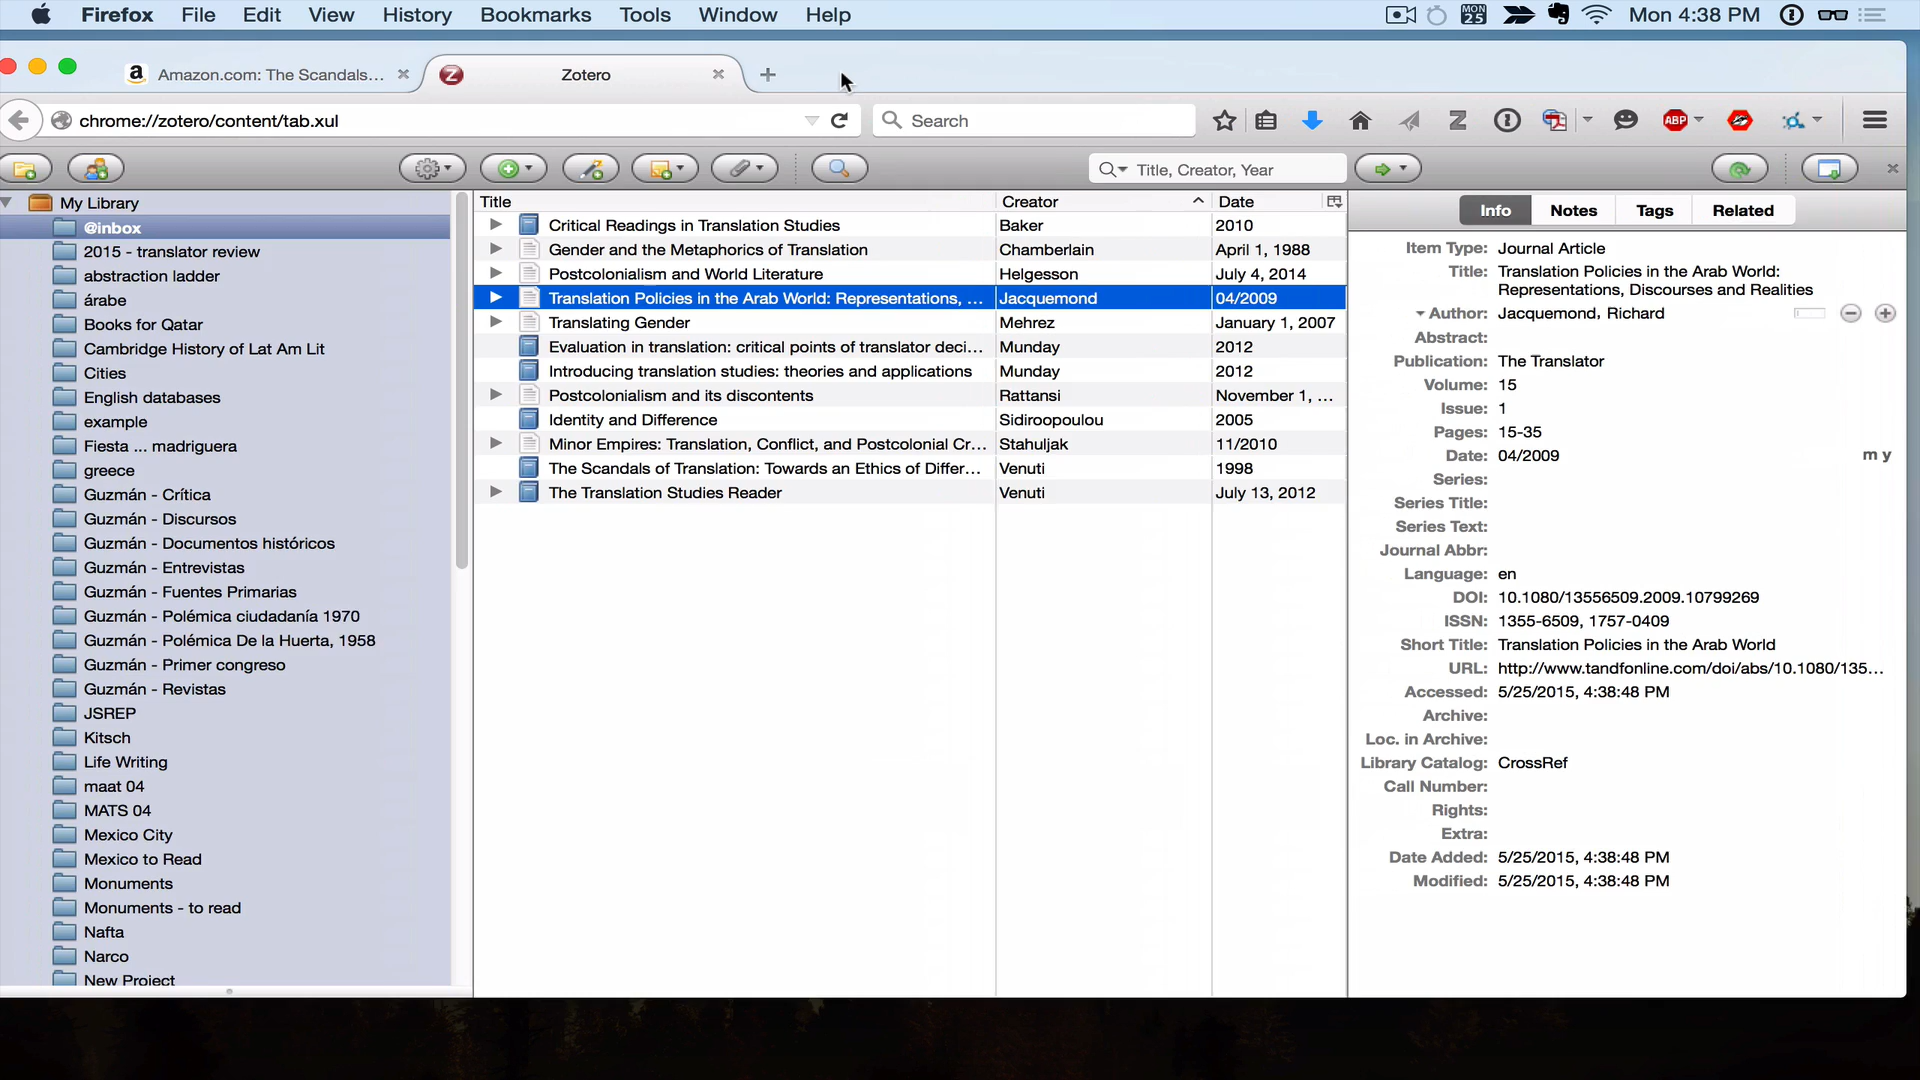 Firefox File Edit View History Bookmarks Tools Window Help MON 25 Mon 4:38 PM
Amazon.com: The Scandals... Zotero
chrome://zotero/content/tab.xul Search ABP
Title, Creator, Year
My Library
@inbox
2015 - translator review
abstraction ladder
árabe
Books for Qatar
Cambridge History of Lat Am Lit
Cities
English databases
example
Fiesta ... madriguera
greece
Guzmán - Crítica
Guzmán - Discursos
Guzmán - Documentos históricos
Guzmán - Entrevistas
Guzmán - Fuentes Primarias
Guzmán - Polémica ciudadanía 1970
Guzmán - Polémica De la Huerta, 1958
Guzmán - Primer congreso
Guzmán - Revistas
JSREP
Kitsch
Life Writing
maat 04
MATS 04
Mexico City
Mexico to Read
Monuments
Monuments - to read
Nafta
Narco
New Project
Title Creator Date
Critical Readings in Translation Studies Baker 2010
Gender and the Metaphorics of Translation Chamberlain April 1, 1988
Postcolonialism and World Literature Helgesson July 4, 2014
Translation Policies in the Arab World: Representations, ... Jacquemond 04/2009
Translating Gender Mehrez January 1, 2007
Evaluation in translation: critical points of translator deci... Munday 2012
Introducing translation studies: theories and applications Munday 2012
Postcolonialism and its discontents Rattansi November 1, ...
Identity and Difference Sidiroopoulou 2005
Minor Empires: Translation, Conflict, and Postcolonial Cr... Stahuljak 11/2010
The Scandals of Translation: Towards an Ethics of Differ... Venuti 1998
The Translation Studies Reader Venuti July 13, 2012
Info Notes Tags Related
Item Type: Journal Article
Title: Translation Policies in the Arab World:
Representations, Discourses and Realities
Author: Jacquemond, Richard
Abstract:
Publication: The Translator
Volume: 15
Issue: 1
Pages: 15-35
Date: 04/2009 m y
Series:
Series Title:
Series Text:
Journal Abbr:
Language: en
DOI: 10.1080/13556509.2009.10799269
ISSN: 1355-6509, 1757-0409
Short Title: Translation Policies in the Arab World
URL: http://www.tandfonline.com/doi/abs/10.1080/135...
Accessed: 5/25/2015, 4:38:48 PM
Archive:
Loc. in Archive:
Library Catalog: CrossRef
Call Number:
Rights:
Extra:
Date Added: 5/25/2015, 4:38:48 PM
Modified: 5/25/2015, 4:38:48 PM